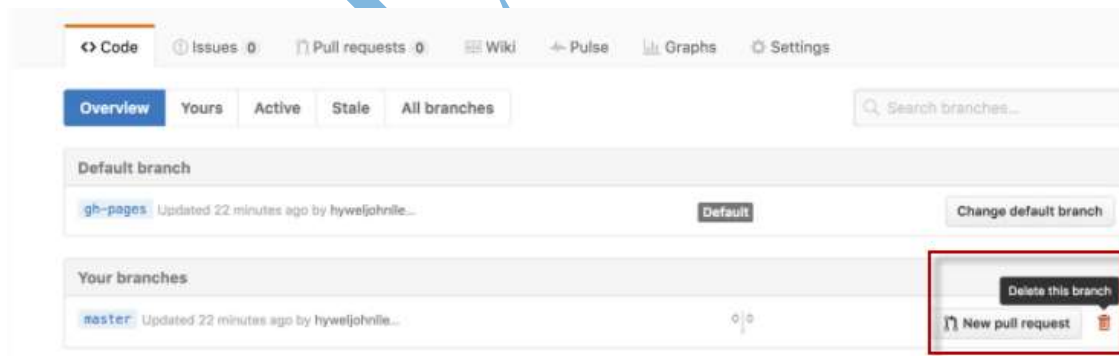 <> Code Issues 0 Pull requests 0 Wiki Pulse Graphs Settings
Overview Yours Active Stale All branches Search branches...
Default branch
gh-pages Updated 22 minutes ago by hyweljohnlle... Default Change default branch
Your branches
Delete this branch
master Updated 22 minutes ago by hyweljohnlle... 0|0 New pull request